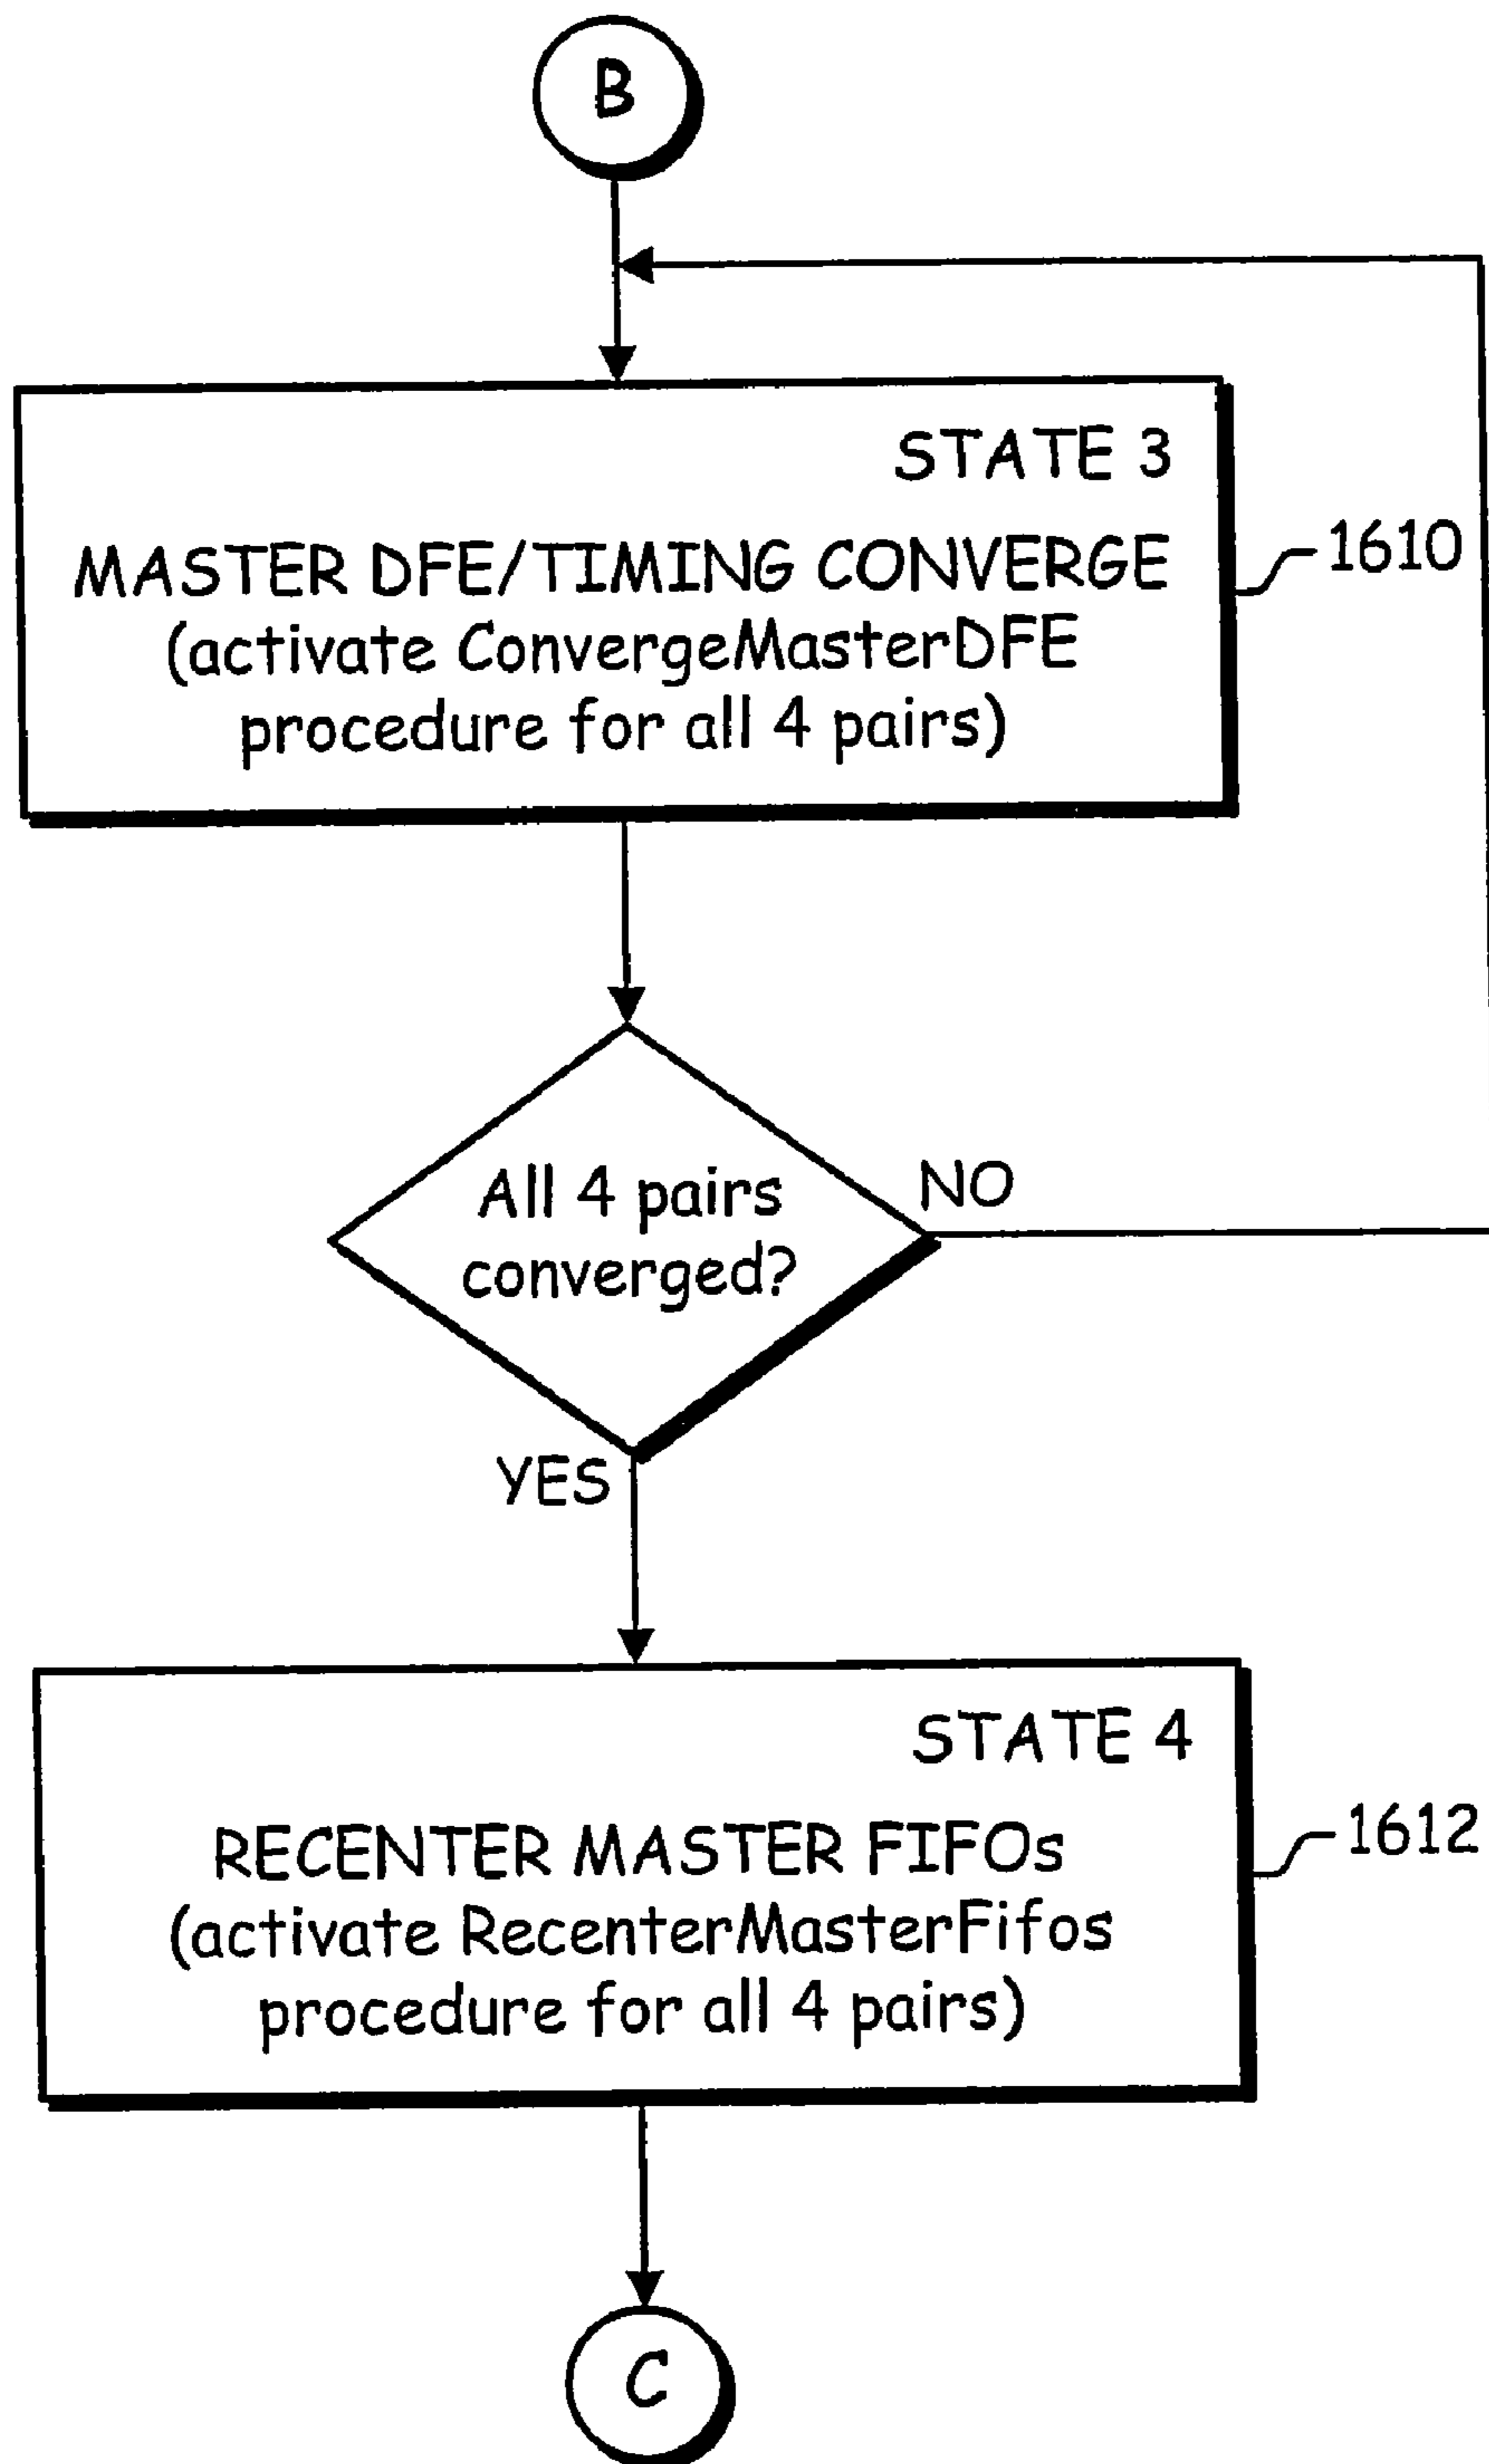 B
STATE 3
MASTER DFE/TIMING CONVERGE
(activate ConvergeMasterDFE
procedure for all 4 pairs)
1610
All 4 pairs
converged?
NO
YES
STATE 4
RECENTER MASTER FIFOs
(activate RecenterMasterFifos
procedure for all 4 pairs)
1612
C